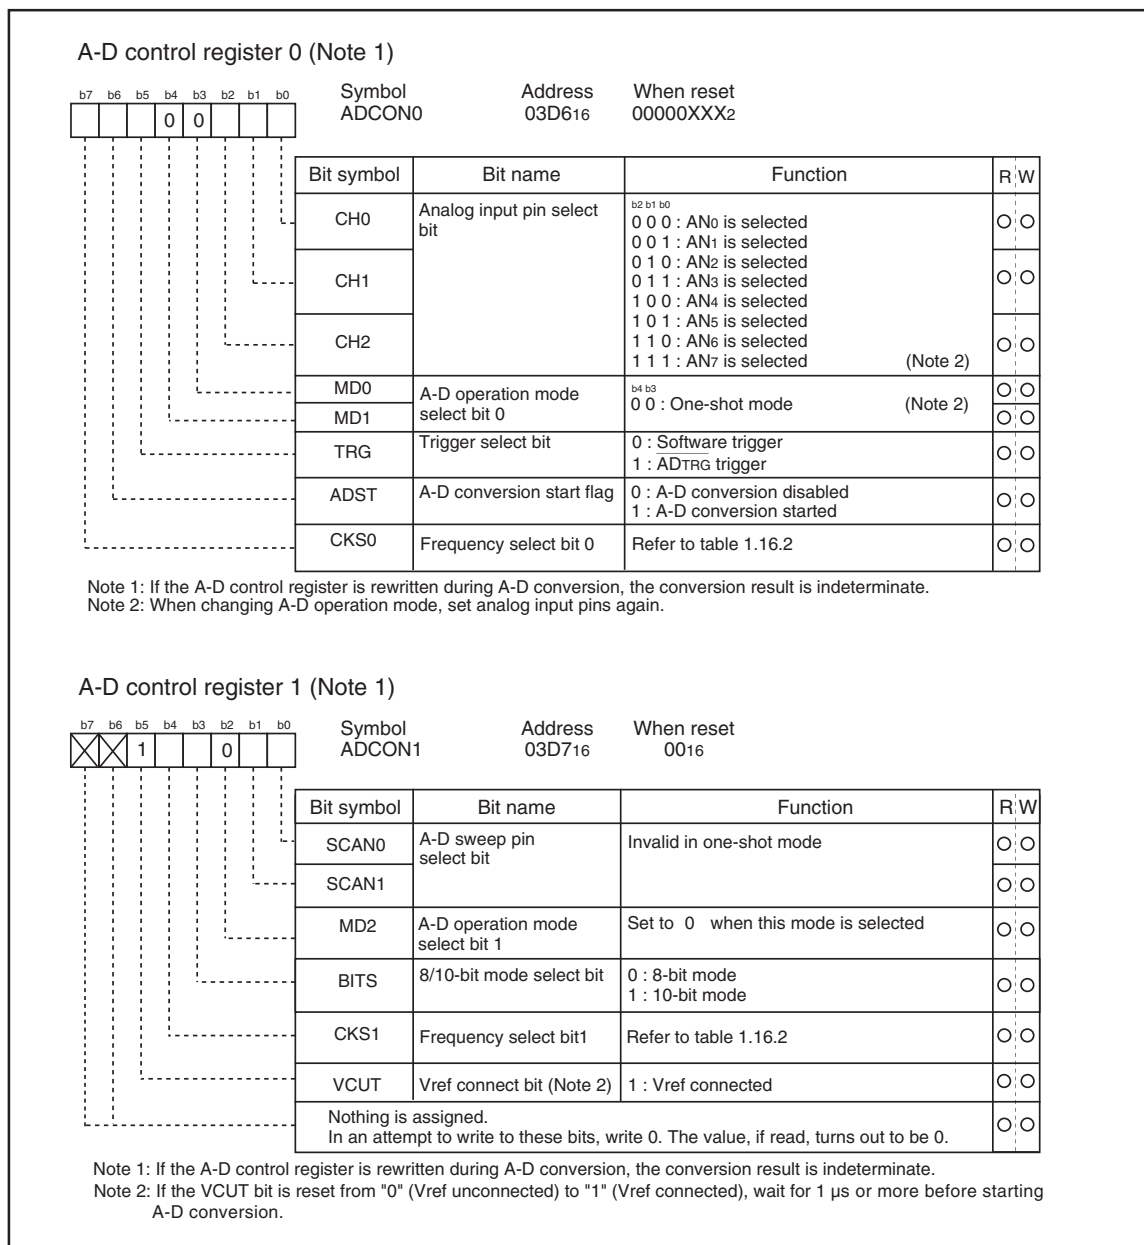 A-D control register 0 (Note 1)
b7 b6 b5 b4 b3 b2 b1 b0
0 0
Symbol Address When reset
ADCON0 03D616 00000XXX2
Bit symbol Bit name Function R W
CH0 Analog input pin select bit
b2 b1 b0
0 0 0 : AN0 is selected
0 0 1 : AN1 is selected
CH1
0 1 0 : AN2 is selected
0 1 1 : AN3 is selected
1 0 0 : AN4 is selected
CH2
1 0 1 : AN5 is selected
1 1 0 : AN6 is selected
1 1 1 : AN7 is selected (Note 2)
MD0
MD1
A-D operation mode
select bit 0
b4 b3
0 0 : One-shot mode (Note 2)
TRG Trigger select bit
0 : Software trigger
1 : ADTRG trigger
ADST A-D conversion start flag
0 : A-D conversion disabled
1 : A-D conversion started
CKS0 Frequency select bit 0 Refer to table 1.16.2
Note 1: If the A-D control register is rewritten during A-D conversion, the conversion result is indeterminate.
Note 2: When changing A-D operation mode, set analog input pins again.
A-D control register 1 (Note 1)
b7 b6 b5 b4 b3 b2 b1 b0
1 0
Symbol Address When reset
ADCON1 03D716 0016
Bit symbol Bit name Function R W
SCAN0
SCAN1
A-D sweep pin
select bit
Invalid in one-shot mode
MD2
A-D operation mode
select bit 1
Set to 0 when this mode is selected
BITS 8/10-bit mode select bit
0 : 8-bit mode
1 : 10-bit mode
CKS1 Frequency select bit1 Refer to table 1.16.2
VCUT Vref connect bit (Note 2) 1 : Vref connected
Nothing is assigned.
In an attempt to write to these bits, write 0. The value, if read, turns out to be 0.
Note 1: If the A-D control register is rewritten during A-D conversion, the conversion result is indeterminate.
Note 2: If the VCUT bit is reset from "0" (Vref unconnected) to "1" (Vref connected), wait for 1 µs or more before starting
A-D conversion.